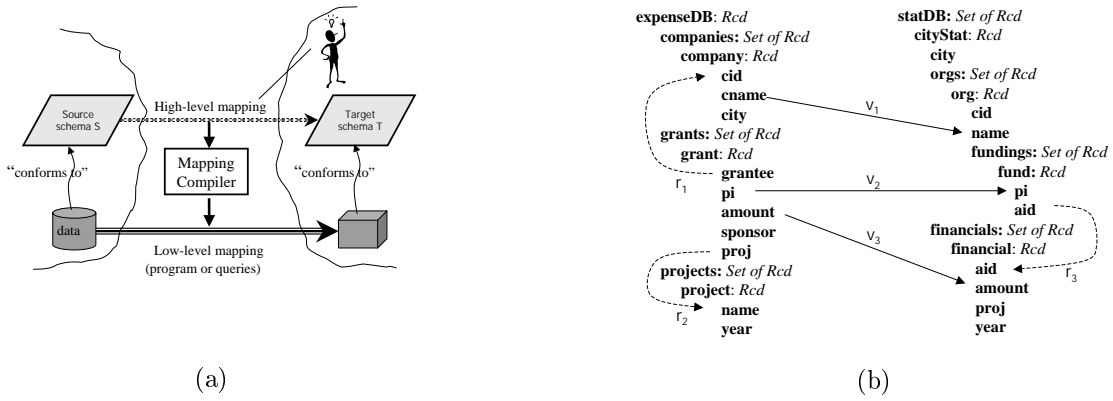 Source
schema S
High-level mapping
Target
schema T
Mapping
Compiler
“conforms to”
“conforms to”
data
Low-level mapping
(program or queries)
(a)
expenseDB: Rcd
companies: Set of Rcd
company: Rcd
cid
cname
city
grants: Set of Rcd
grant: Rcd
grantee
pi
amount
sponsor
proj
projects: Set of Rcd
project: Rcd
name
year
r1
r2
v1
v2
v3
statDB: Set of Rcd
cityStat: Rcd
city
orgs: Set of Rcd
org: Rcd
cid
name
fundings: Set of Rcd
fund: Rcd
pi
aid
financials: Set of Rcd
financial: Rcd
aid
amount
proj
year
r3
(b)